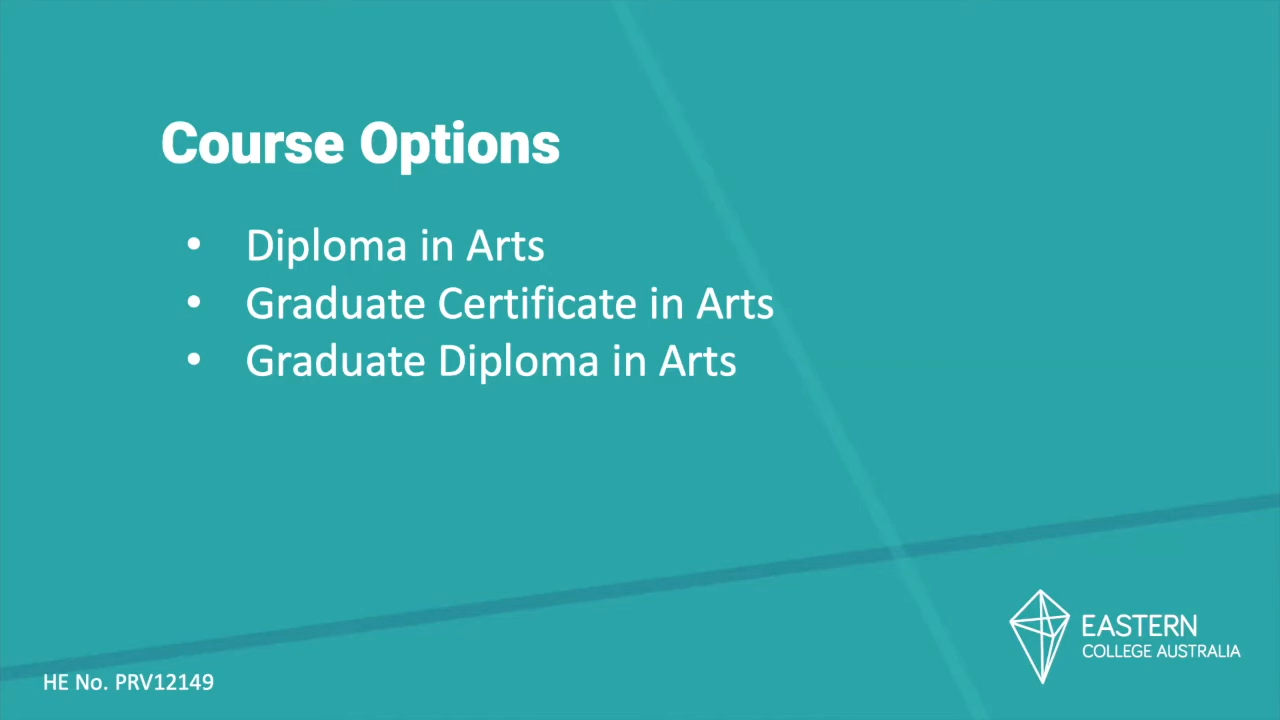 Course Options
• Diploma in Arts
• Graduate Certificate in Arts
• Graduate Diploma in Arts
EASTERN
COLLEGE AUSTRALIA
HE No. PRV12149